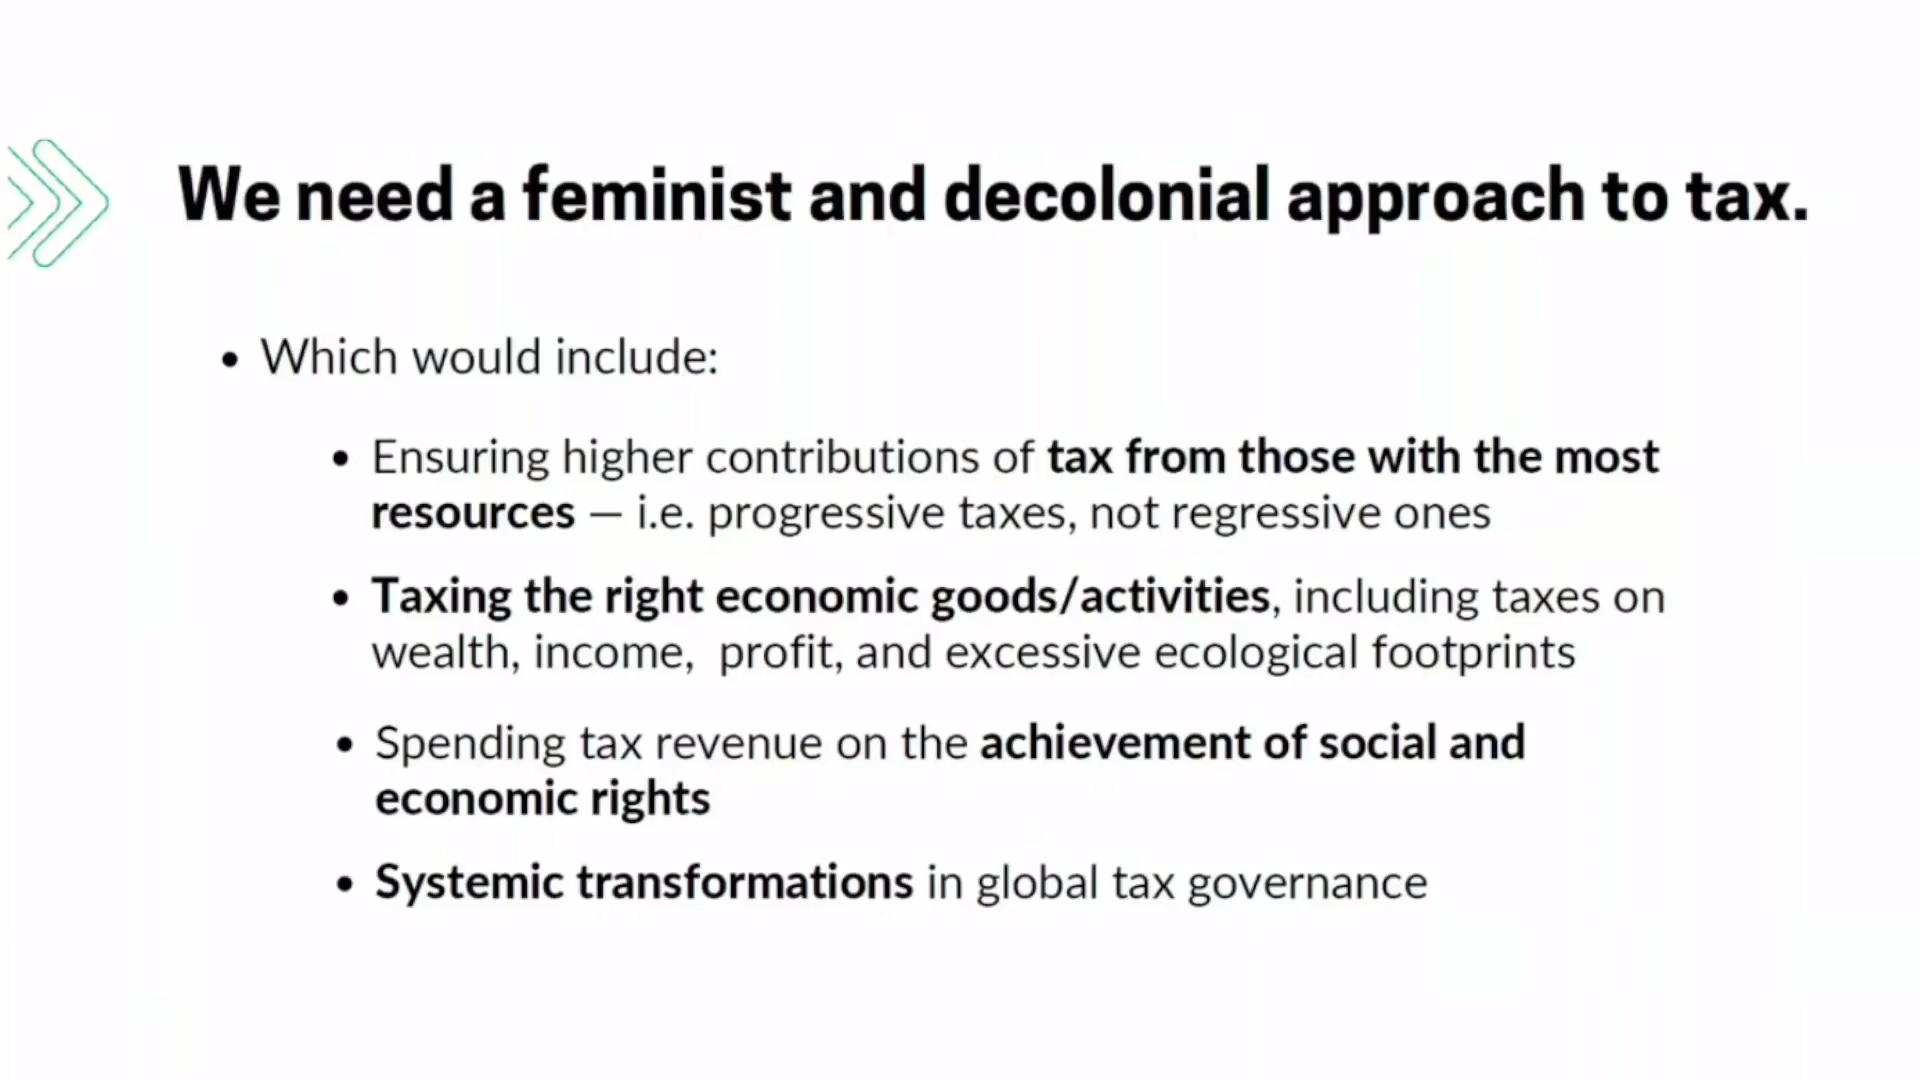 We need a feminist and decolonial approach to tax.
• Which would include:
• Ensuring higher contributions of tax from those with the most
resources — i.e. progressive taxes, not regressive ones
• Taxing the right economic goods/activities, including taxes on
wealth, income,  profit, and excessive ecological footprints
• Spending tax revenue on the achievement of social and
economic rights
• Systemic transformations in global tax governance